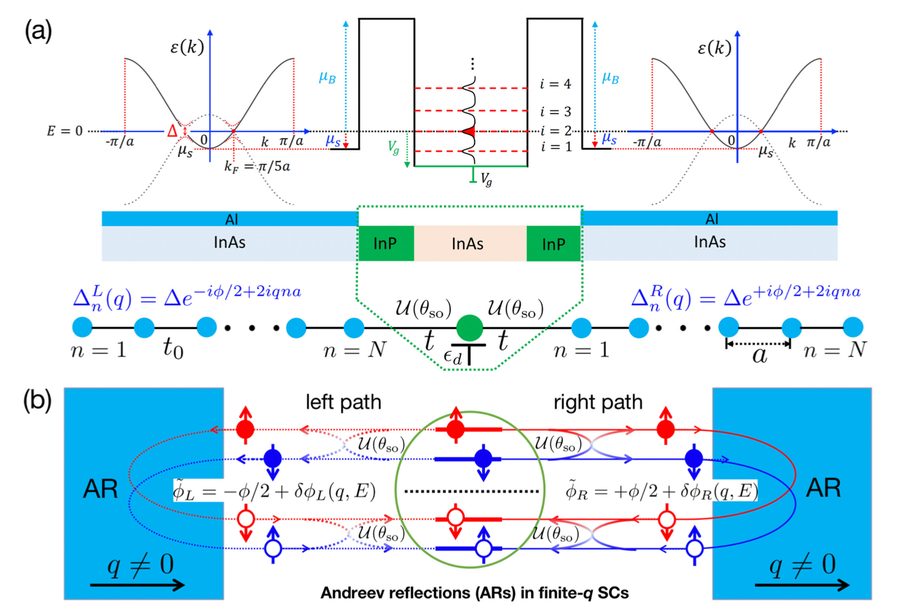 (a)
ε(k)
μ_B
i = 4
i = 3
i = 2
i = 1
μ_B
ε(k)
E = 0
Δ
-π/a
0
k
π/a
μ_s
k_F = π/5a
μ_s
V_g
V_g
μ_s
-π/a
0
μ_s
k
π/a
Al
InAs
InP
InAs
InP
Al
InAs
Δ_n^L(q) = Δe^{-iϕ/2+2iqna}
U(θ_so)
U(θ_so)
Δ_n^R(q) = Δe^{+iϕ/2+2iqna}
n = 1
t_0
n = N
t
ϵ_d
t
n = 1
a
n = N
(b)
left path
right path
U(θ_so)
U(θ_so)
AR
ϕ̃_L = −ϕ/2 + δϕ_L(q, E)
ϕ̃_R = +ϕ/2 + δϕ_R(q, E)
AR
U(θ_so)
U(θ_so)
q ≠ 0
q ≠ 0
Andreev reflections (ARs) in finite-q SCs